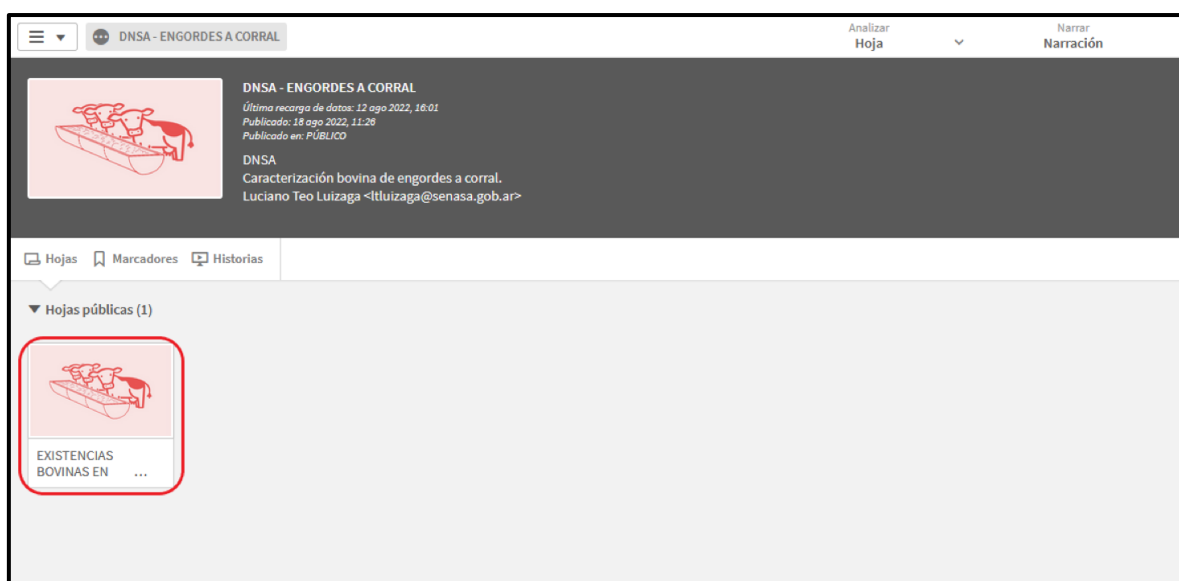 DNSA - ENGORDES A CORRAL
Analizar
Hoja
Narrar
Narración
DNSA - ENGORDES A CORRAL
Última recarga de datos: 12 ago 2022, 16:01
Publicado: 18 ago 2022, 11:26
Publicado en: PÚBLICO
DNSA
Caracterización bovina de engordes a corral.
Luciano Teo Luizaga <ltluizaga@senasa.gob.ar>
Hojas Marcadores Historias
Hojas públicas (1)
EXISTENCIAS
BOVINAS EN ...